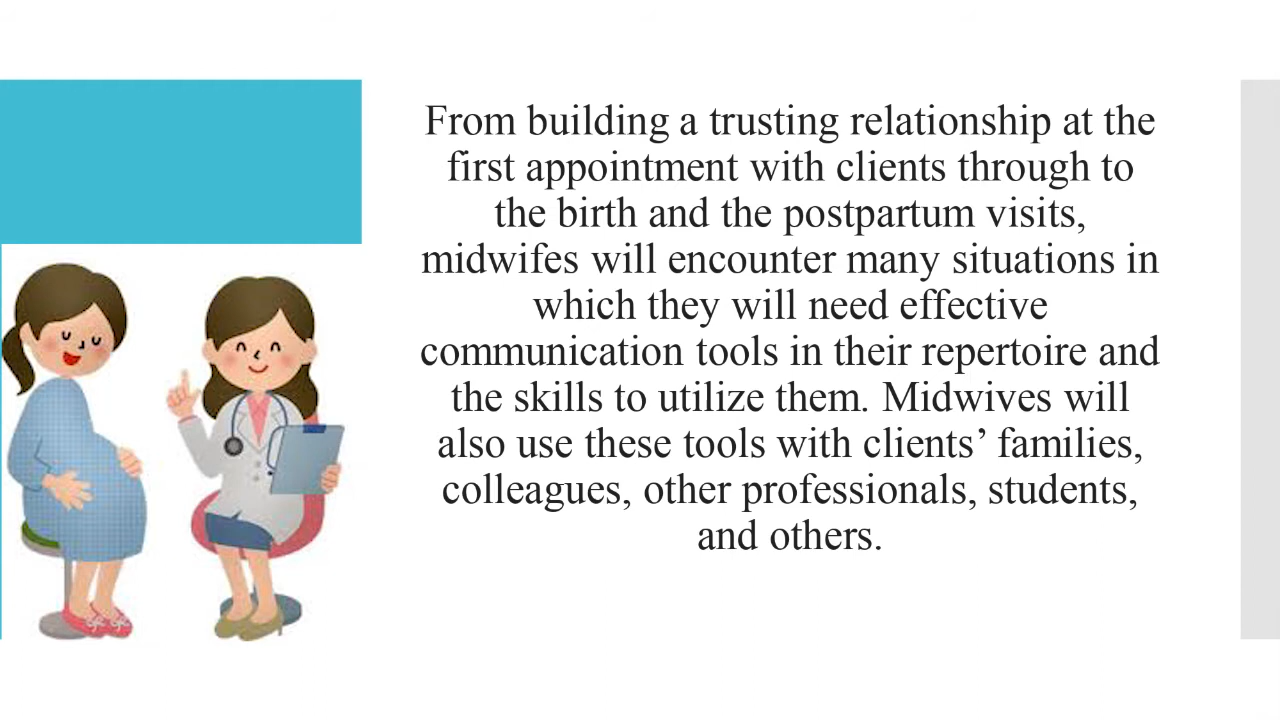 From building a trusting relationship at the
first appointment with clients through to
the birth and the postpartum visits,
midwifes will encounter many situations in
which they will need effective
communication tools in their repertoire and
the skills to utilize them. Midwives will
also use these tools with clients’ families,
colleagues, other professionals, students,
and others.